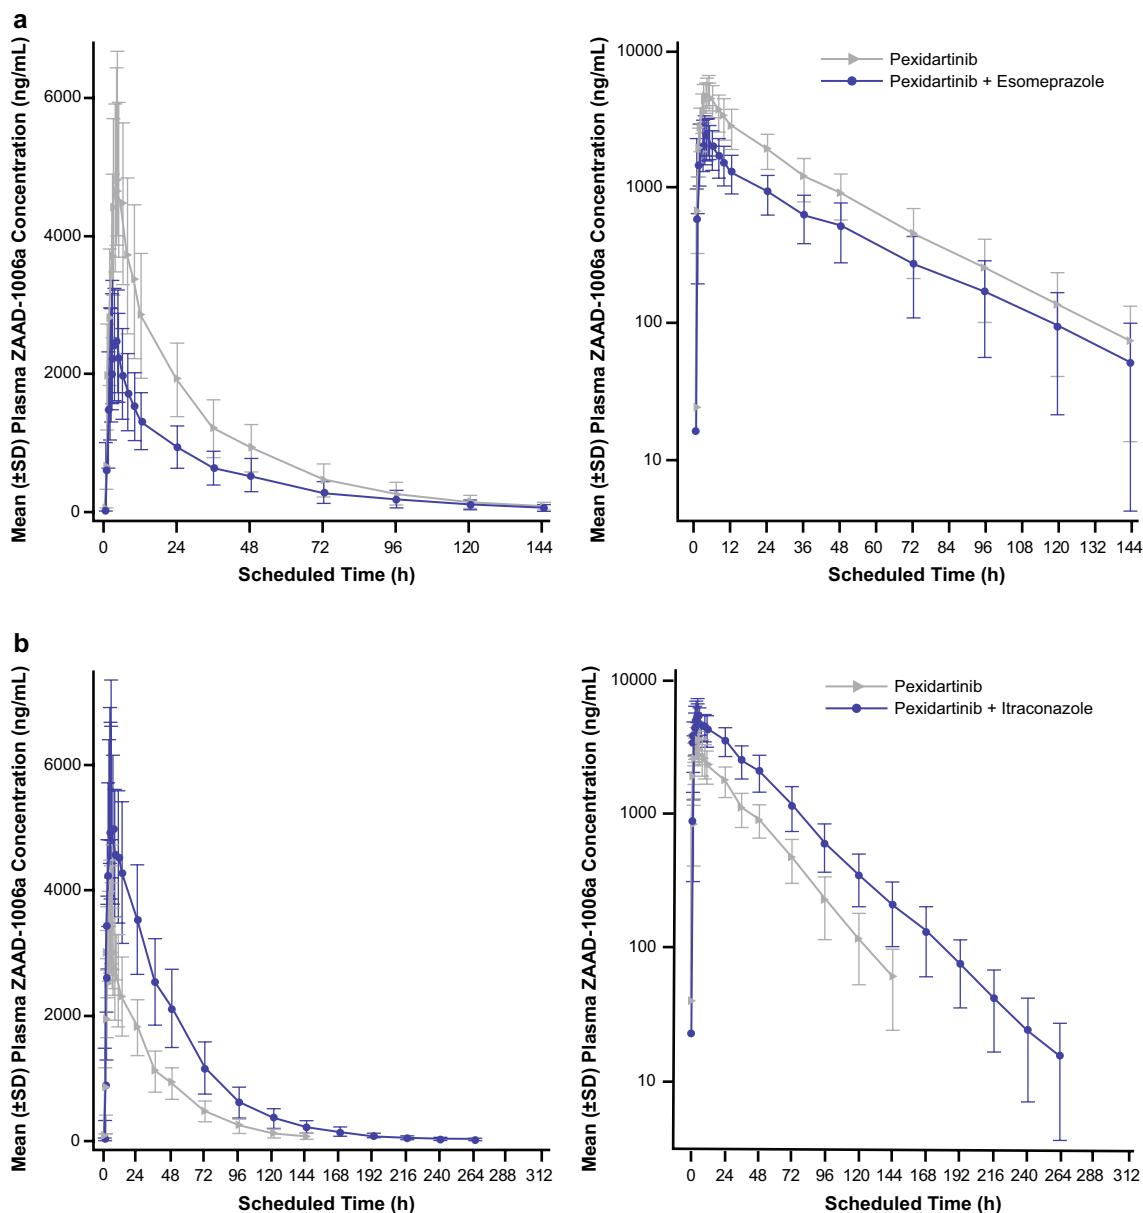 a
Mean (±SD) Plasma ZAAD-1006a Concentration (ng/mL)
6000
4000
2000
0
0 24 48 72 96 120 144
Scheduled Time (h)
Mean (±SD) Plasma ZAAD-1006a Concentration (ng/mL)
10000
1000
100
10
Pexidartinib
Pexidartinib + Esomeprazole
0 12 24 36 48 60 72 84 96 108 120 132 144
Scheduled Time (h)
b
Mean (±SD) Plasma ZAAD-1006a Concentration (ng/mL)
6000
4000
2000
0
0 24 48 72 96 120 144 168 192 216 240 264 288 312
Scheduled Time (h)
Mean (±SD) Plasma ZAAD-1006a Concentration (ng/mL)
10000
1000
100
10
Pexidartinib
Pexidartinib + Itraconazole
0 24 48 72 96 120 144 168 192 216 240 264 288 312
Scheduled Time (h)